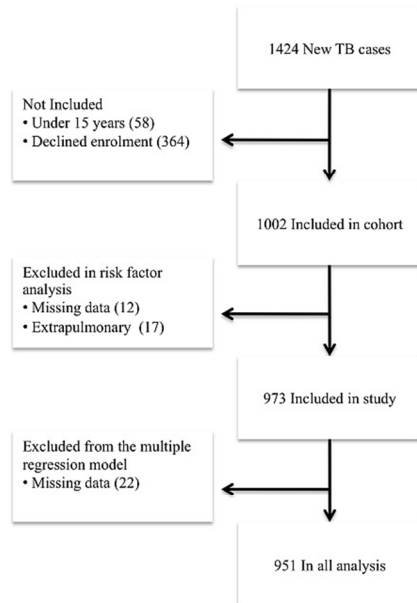 1424 New TB cases
Not Included
• Under 15 years (58)
• Declined enrolment (364)
1002 Included in cohort
Excluded in risk factor
analysis
• Missing data (12)
• Extrapulmonary (17)
973 Included in study
Excluded from the multiple
regression model
• Missing data (22)
951 In all analysis